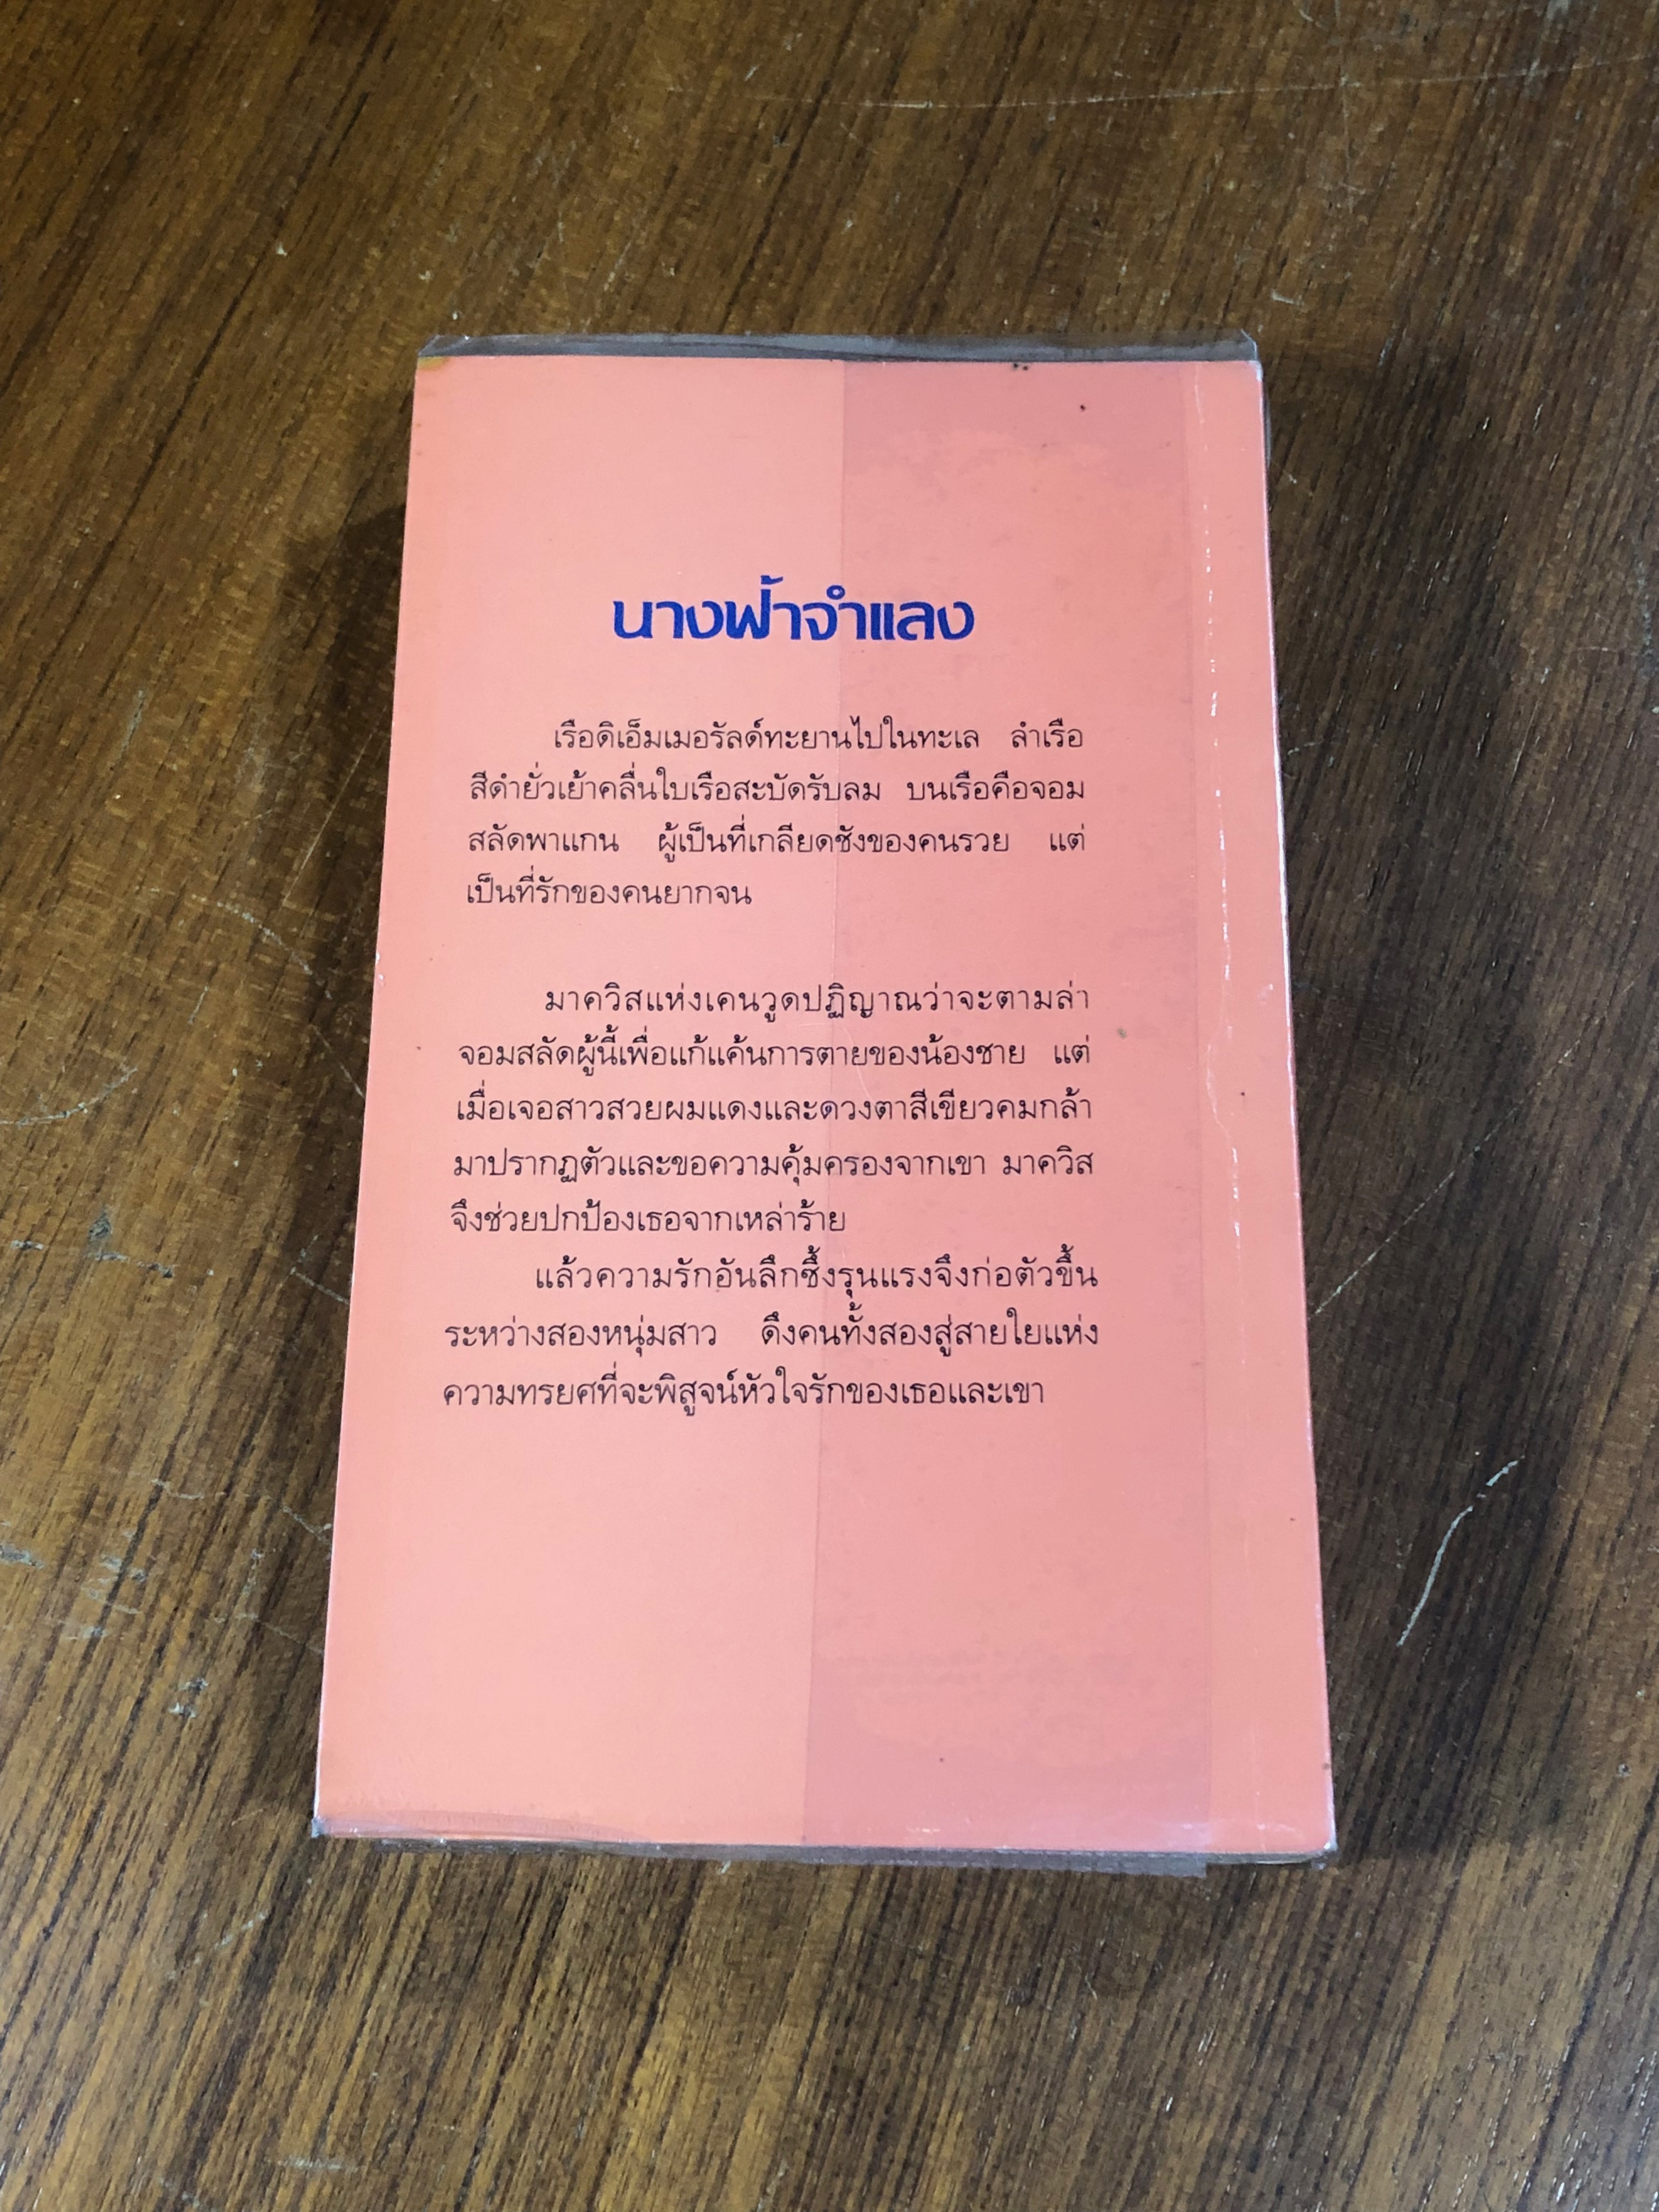 นางฟ้าจำแลง
เรือดิเอ็มเมอรัลด์ทะยานไปในทะเล ลำเรือ
สีดำยั่วเย้าคลื่นใบเรือสะบัดรับลม บนเรือคือจอม
สลัดพาแกน ผู้เป็นที่เกลียดชังของคนรวย แต่
เป็นที่รักของคนยากจน
มาควิสแห่งเคนวูดปฏิญาณว่าจะตามล่า
จอมสลัดผู้นี้เพื่อแก้แค้นการตายของน้องชาย แต่
เมื่อเจอสาวสวยผมแดงและดวงตาสีเขียวคมกล้า
มาปรากฏตัวและขอความคุ้มครองจากเขา มาควิส
จึงช่วยปกป้องเธอจากเหล่าร้าย
แล้วความรักอันลึกซึ้งรุนแรงจึงก่อตัวขึ้น
ระหว่างสองหนุ่มสาว ดึงคนทั้งสองสู่สายใยแห่ง
ความทรยศที่จะพิสูจน์หัวใจรักของเธอและเขา